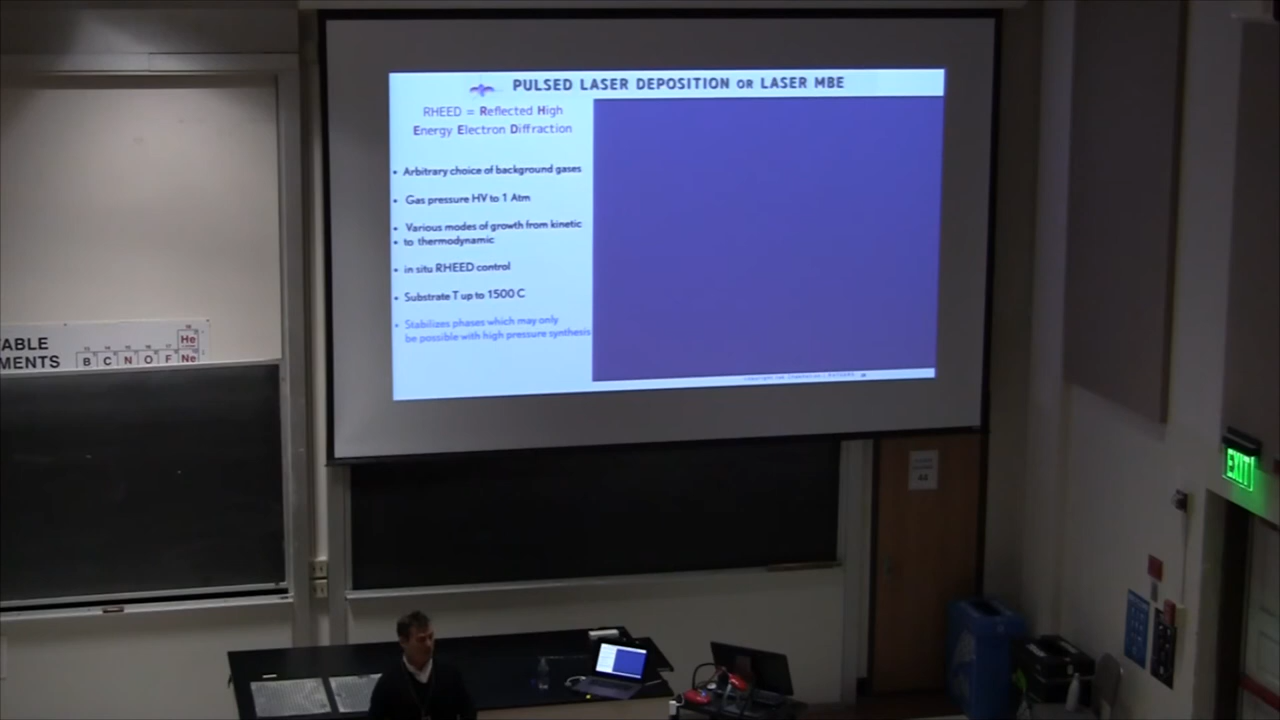 PULSED LASER DEPOSITION OR LASER MBE
RHEED = Reflected High
Energy Electron Diffraction
• Arbitrary choice of background gases
• Gas pressure HV to 1 Atm
• Various modes of growth from kinetic
• to thermodynamic
• in situ RHEED control
• Substrate T up to 1500 C
• Stabilizes phases which may only
be possible with high pressure synthesis
ABLE
MENTS
B C N O F Ne
He
EXIT